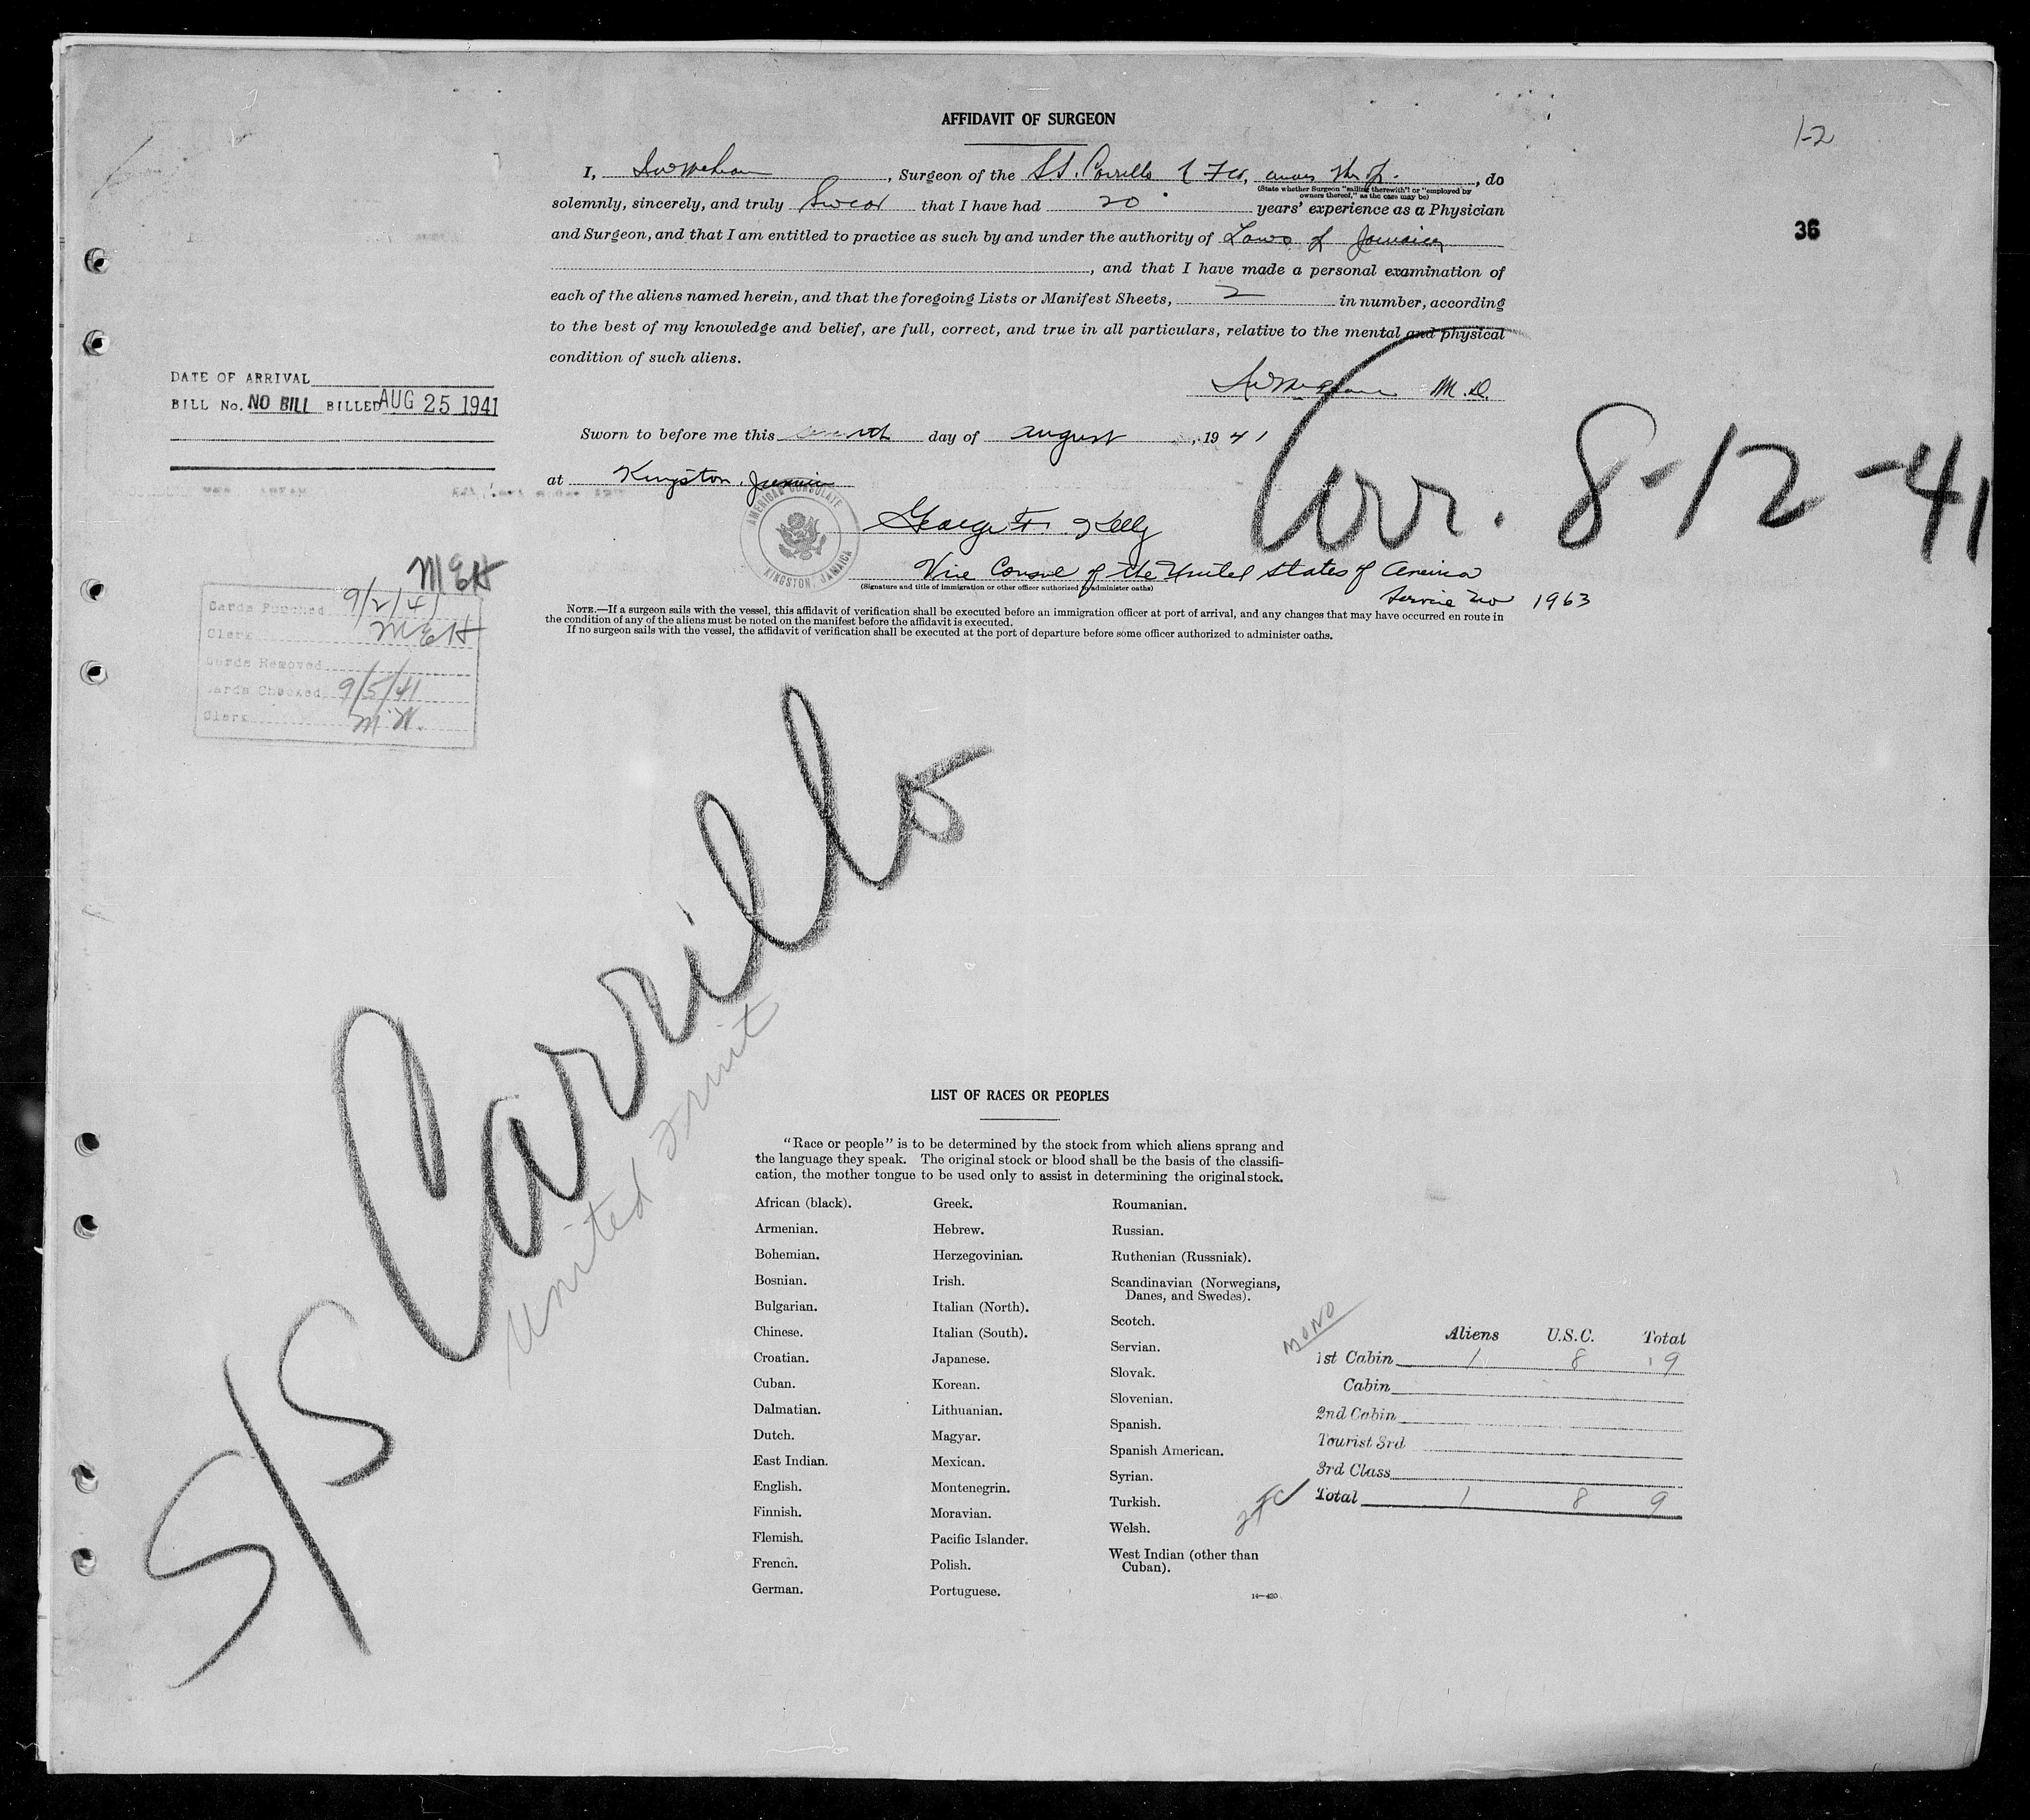 AFFIDAVIT OF SURGEON
1-2
I, , Surgeon of the SS. Carrillo , do
(State whether Surgeon "sailing therewith" or "employed by owners thereof," as the case may be)
solemnly, sincerely, and truly Swear that I have had 20 years' experience as a Physician
36
and Surgeon, and that I am entitled to practice as such by and under the authority of Laws of Jamaica
, and that I have made a personal examination of
each of the aliens named herein, and that the foregoing Lists or Manifest Sheets, 2 in number, according
to the best of my knowledge and belief, are full, correct, and true in all particulars, relative to the mental and physical
condition of such aliens.
M.D.
DATE OF ARRIVAL
BILL No. NO BILL BILLED AUG 25 1941
Sworn to before me this day of August, 1941
Arr. 8-12-41
at Kingston, Jamaica
AMERICAN CONSULATE
KINGSTON, JAMAICA
George F. Kelly
Vice Consul of the United States of America
(Signature and title of immigration or other officer authorized to administer oaths)
Service No 1963
NOTE.—If a surgeon sails with the vessel, this affidavit of verification shall be executed before an immigration officer at port of arrival, and any changes that may have occurred en route in
the condition of any of the aliens must be noted on the manifest before the affidavit is executed.
If no surgeon sails with the vessel, the affidavit of verification shall be executed at the port of departure before some officer authorized to administer oaths.
MEH
Cards Punched 9/2/41
Clerk MEH
Cards Removed
Cards Checked 9/5/41
Clerk M.W.
S/S Carrillo
United Fruit
LIST OF RACES OR PEOPLES
"Race or people" is to be determined by the stock from which aliens sprang and
the language they speak. The original stock or blood shall be the basis of the classifi-
cation, the mother tongue to be used only to assist in determining the original stock.
African (black).
Armenian.
Bohemian.
Bosnian.
Bulgarian.
Chinese.
Croatian.
Cuban.
Dalmatian.
Dutch.
East Indian.
English.
Finnish.
Flemish.
French.
German.
Greek.
Hebrew.
Herzegovinian.
Irish.
Italian (North).
Italian (South).
Japanese.
Korean.
Lithuanian.
Magyar.
Mexican.
Montenegrin.
Moravian.
Pacific Islander.
Polish.
Portuguese.
Roumanian.
Russian.
Ruthenian (Russniak).
Scandinavian (Norwegians,
Danes, and Swedes).
Scotch.
Servian.
Slovak.
Slovenian.
Spanish.
Spanish American.
Syrian.
Turkish.
Welsh.
West Indian (other than
Cuban).
14—420
MONO
Aliens U.S.C. Total
1st Cabin 1 8 9
Cabin
2nd Cabin
Tourist 3rd
3rd Class
Total 1 8 9